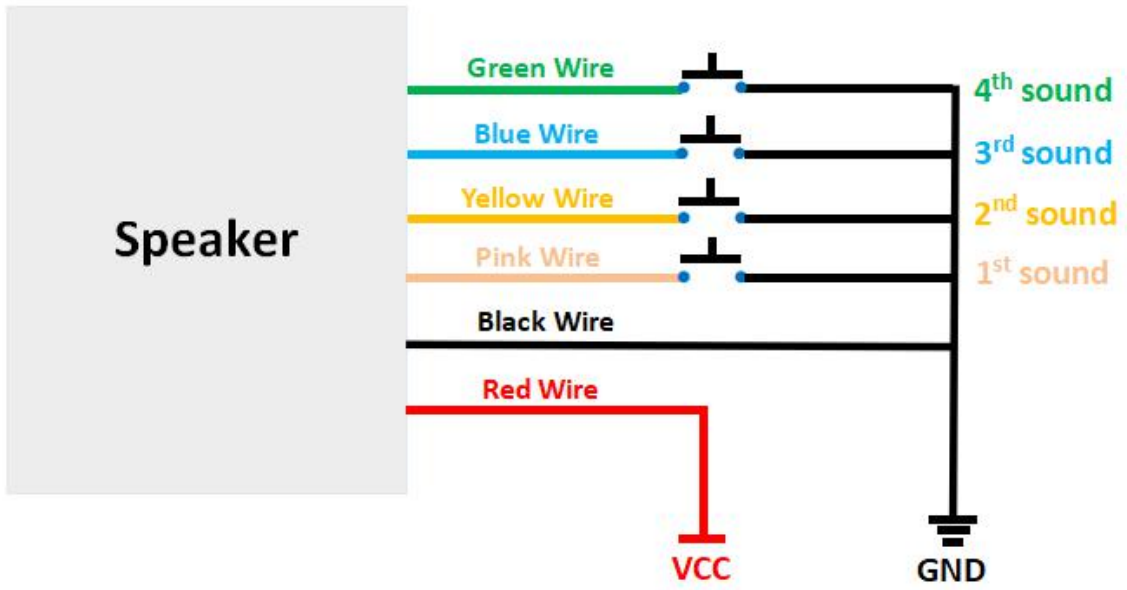 Green Wire
4th sound
Blue Wire
3rd sound
Yellow Wire
2nd sound
Speaker
Pink Wire
1st sound
Black Wire
Red Wire
VCC
GND